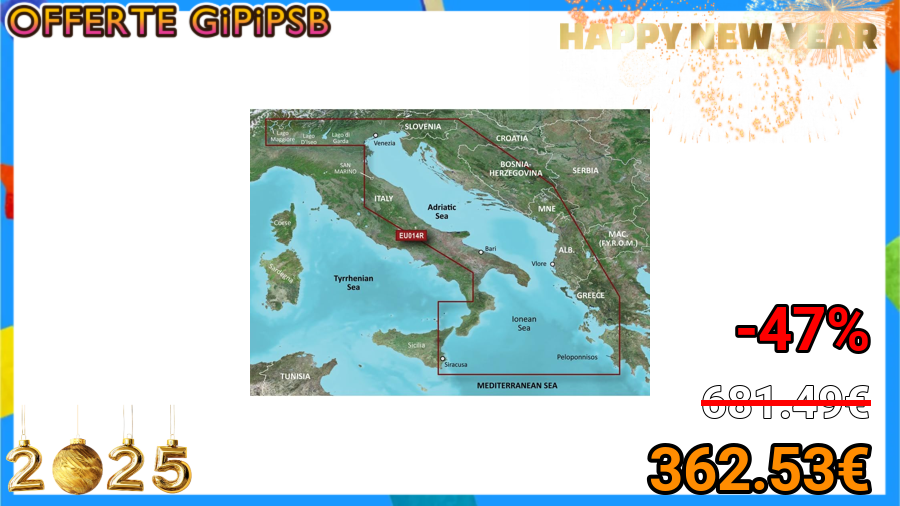 OFFERTE GiPiPSB
HAPPY NEW YEAR
SLOVENIA
CROATIA
Lago
Maggiore
Lago
D'Iseo
Lago di
Garda
Venezia
BOSNIA-
HERZEGOVINA
SERBIA
SAN
MARINO
ITALY
Adriatic
Sea
MNE
Corse
EU014R
MAC.
(F.Y.R.O.M.)
Bari
ALB.
Vlore
Sardegna
Tyrrhenian
Sea
GREECE
Ionean
Sea
Sicilia
Siracusa
Peloponnisos
TUNISIA
MEDITERRANEAN SEA
-47%
681.49€
362.53€
2025